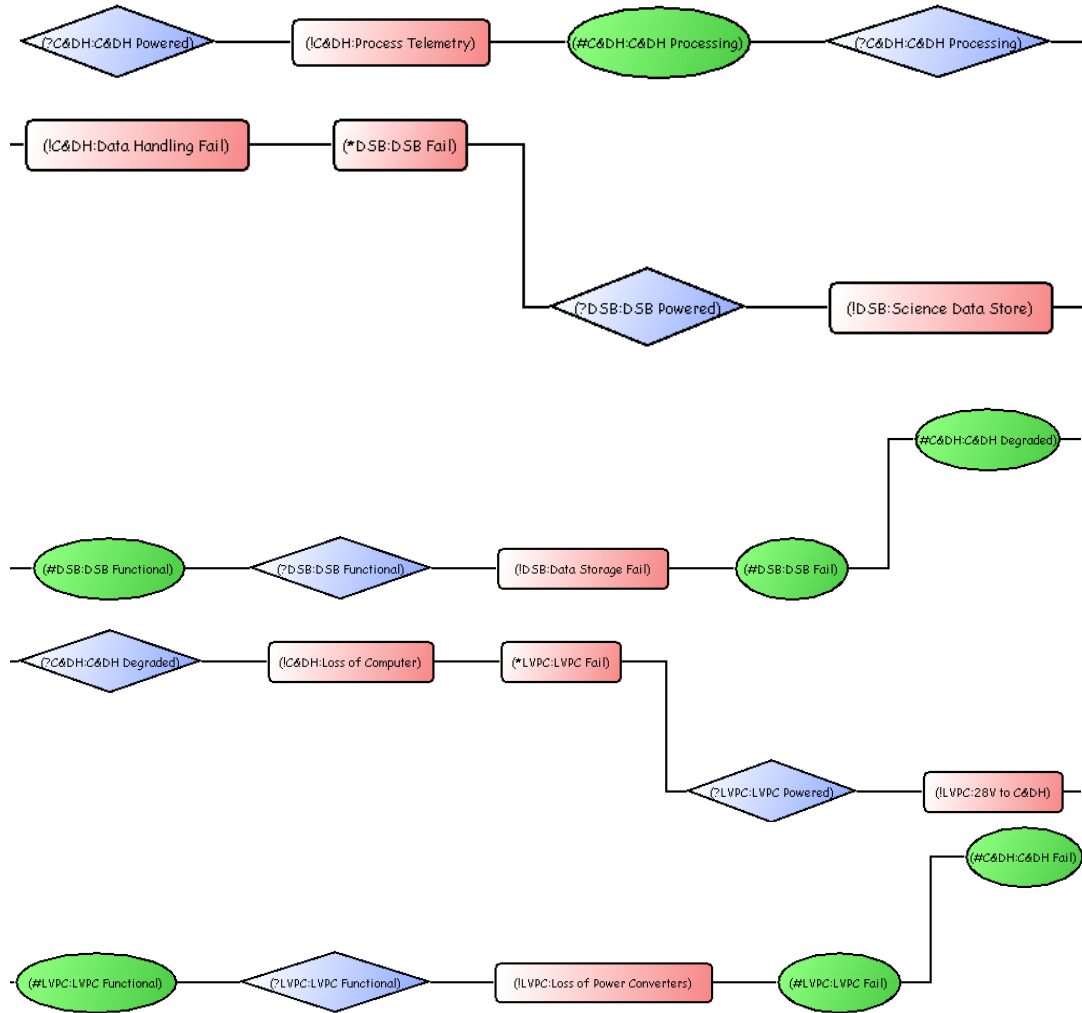 (?C&DH:C&DH Powered)
(!C&DH:Process Telemetry)
(#C&DH:C&DH Processing)
(?C&DH:C&DH Processing)
(!C&DH:Data Handling Fail)
(*DSB:DSB Fail)
(?DSB:DSB Powered)
(!DSB:Science Data Store)
(#C&DH:C&DH Degraded)
(#DSB:DSB Functional)
(?DSB:DSB Functional)
(!DSB:Data Storage Fail)
(#DSB:DSB Fail)
(?C&DH:C&DH Degraded)
(!C&DH:Loss of Computer)
(*LVPC:LVPC Fail)
(?LVPC:LVPC Powered)
(!LVPC:28V to C&DH)
(#C&DH:C&DH Fail)
(#LVPC:LVPC Functional)
(?LVPC:LVPC Functional)
(!LVPC:Loss of Power Converters)
(#LVPC:LVPC Fail)